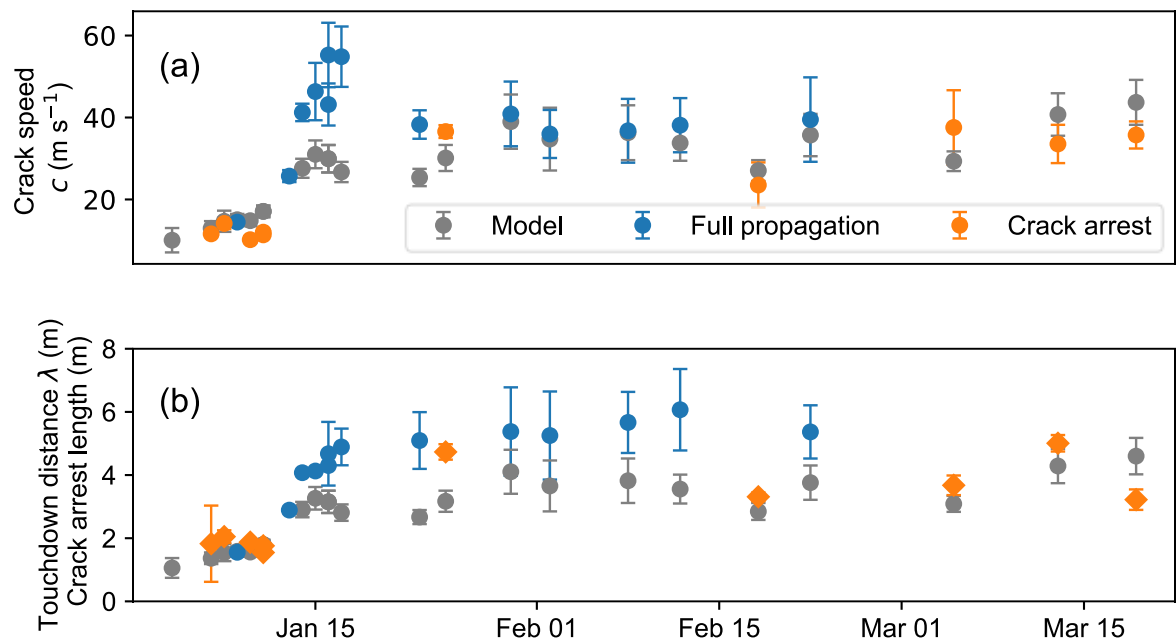 Crack speed
c (m s⁻¹)
60
40
20
(a)
Model
Full propagation
Crack arrest
Touchdown distance λ (m)
Crack arrest length (m)
8
6
4
2
0
(b)
Jan 15
Feb 01
Feb 15
Mar 01
Mar 15